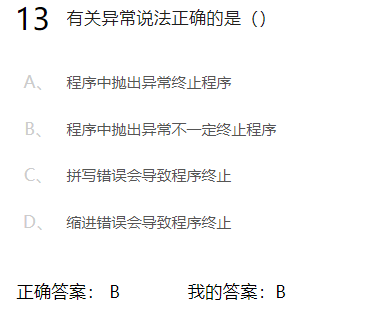 13 有关异常说法正确的是（）
A、 程序中抛出异常终止程序
B、 程序中抛出异常不一定终止程序
C、 拼写错误会导致程序终止
D、 缩进错误会导致程序终止
正确答案： B 我的答案：B